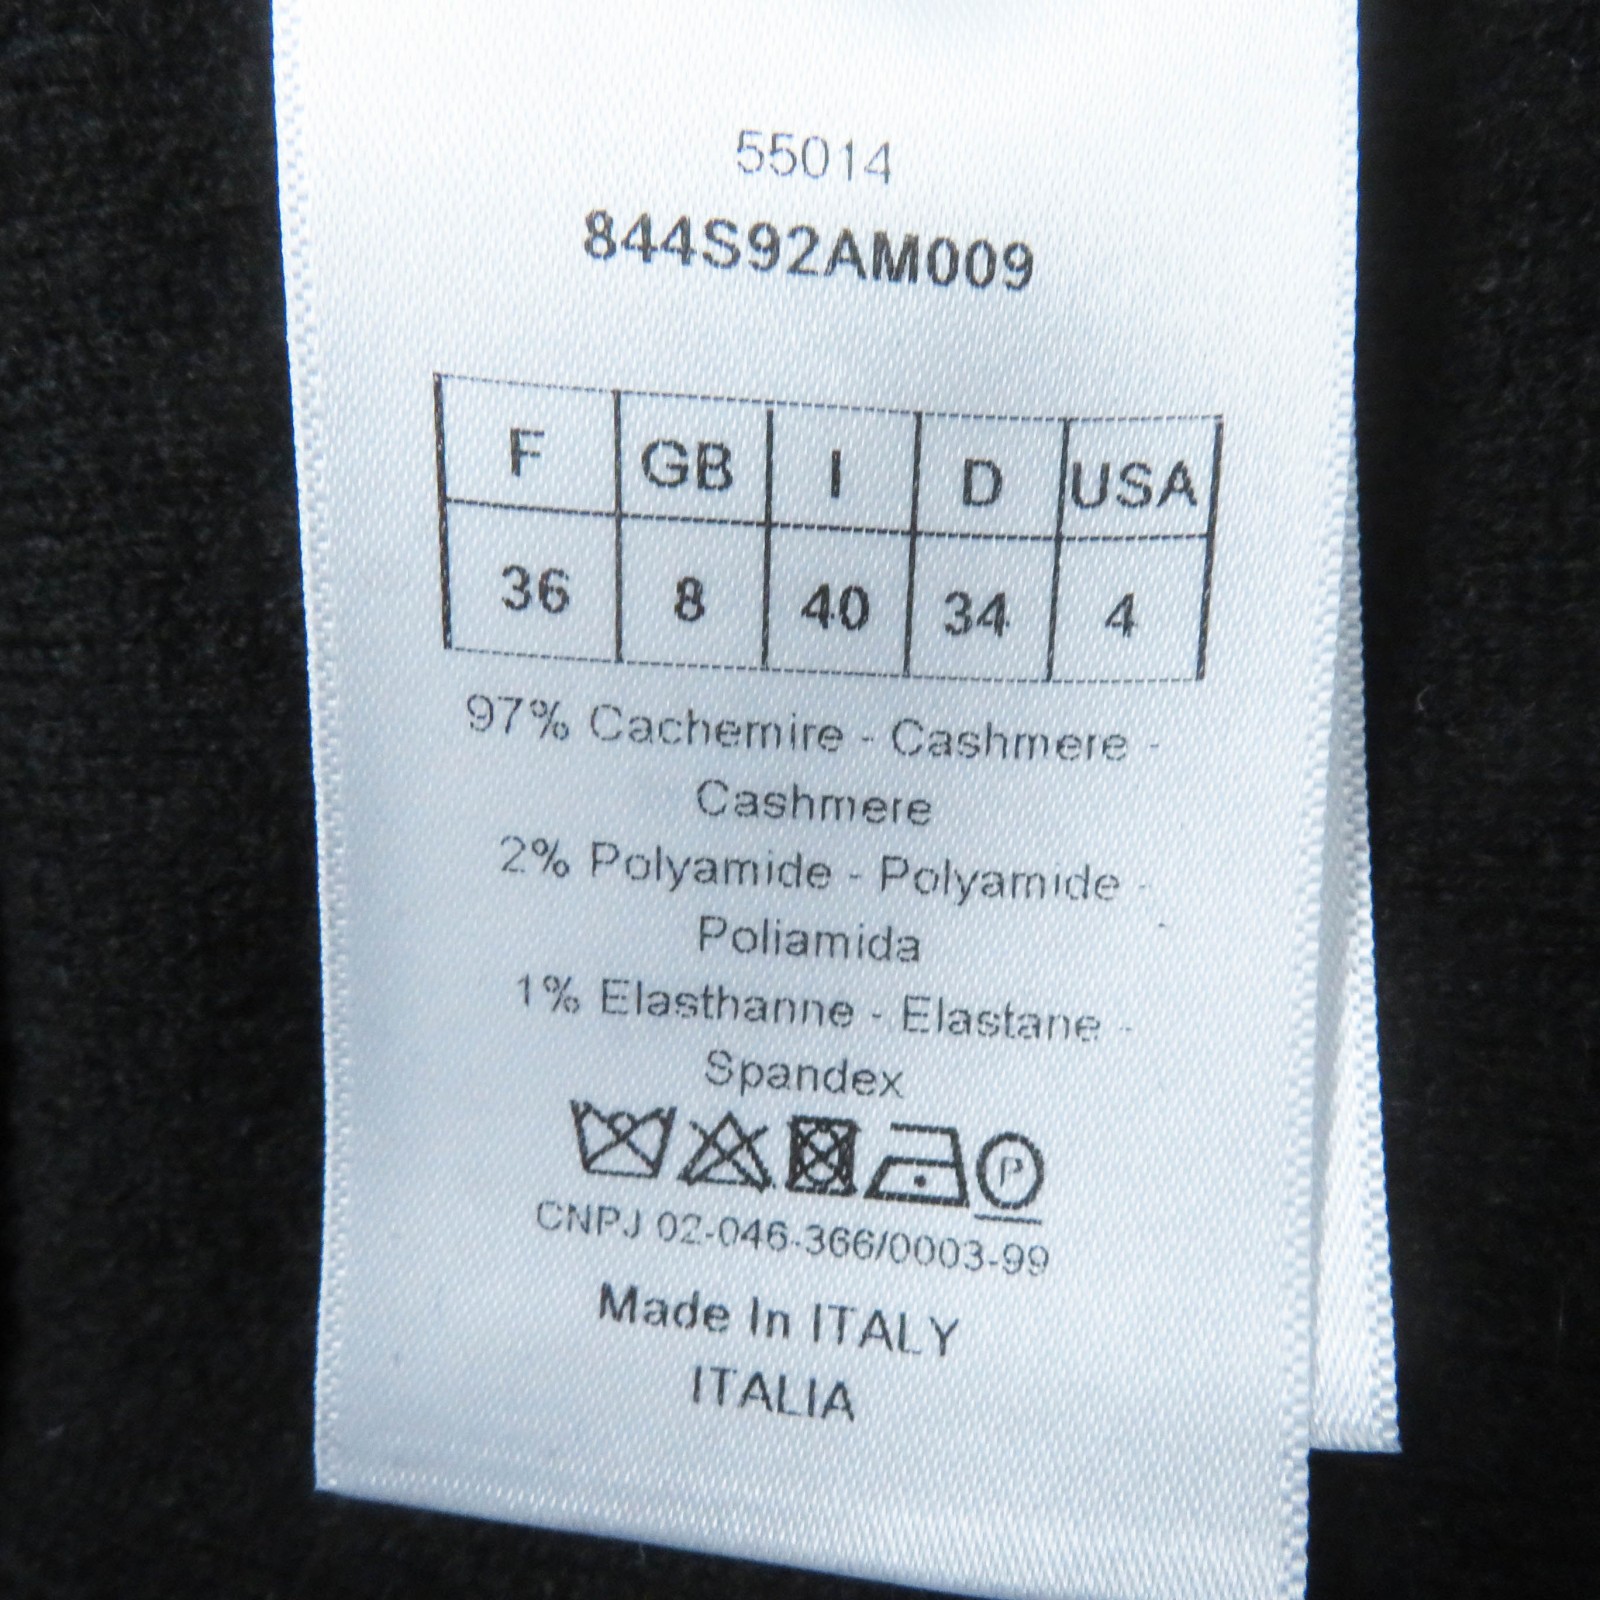 55014
844S92AM009
F GB I D USA
36 8 40 34 4
97% Cachemire - Cashmere -
Cashmere
2% Polyamide - Polyamide -
Poliamida
1% Elasthanne - Elastane -
Spandex
P
CNPJ 02-046-366/0003-99
Made In ITALY
ITALIA